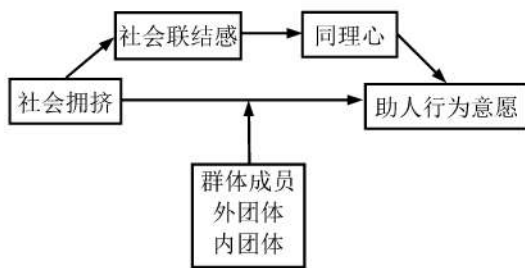 社会联结感
同理心
社会拥挤
助人行为意愿
群体成员
外团体
内团体